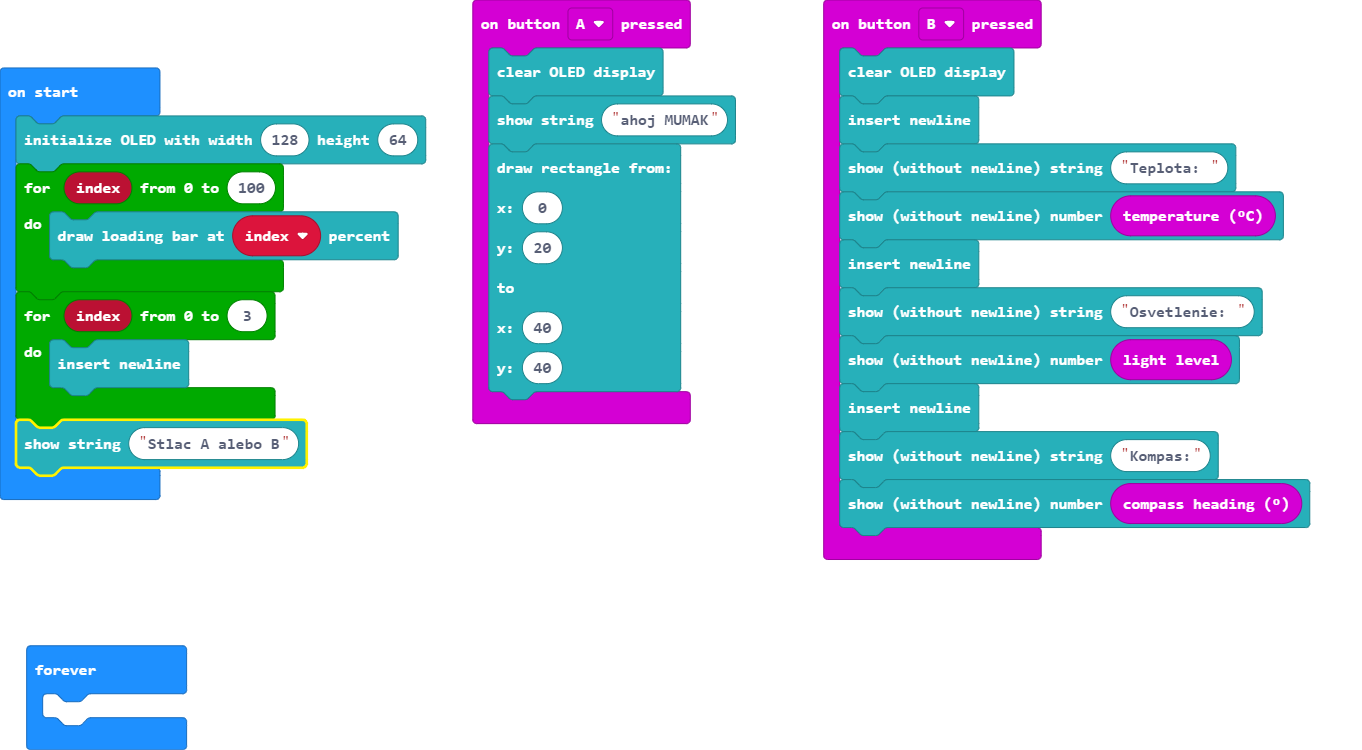 on start
initialize OLED with width 128 height 64
for index from 0 to 100
do draw loading bar at index percent
for index from 0 to 3
do insert newline
show string "Stlac A alebo B"
forever
on button A pressed
clear OLED display
show string "ahoj MUMAK"
draw rectangle from:
x: 0
y: 20
to
x: 40
y: 40
on button B pressed
clear OLED display
insert newline
show (without newline) string "Teplota: "
show (without newline) number temperature (ºC)
insert newline
show (without newline) string "Osvetlenie: "
show (without newline) number light level
insert newline
show (without newline) string "Kompas:"
show (without newline) number compass heading (º)